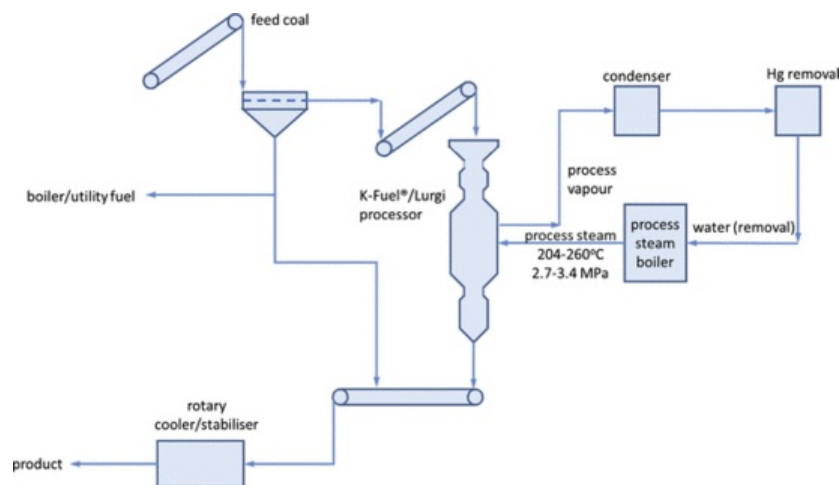 feed coal
condenser
Hg removal
boiler/utility fuel
K-Fuel®/Lurgi
processor
process
vapour
process steam
204-260°C
2.7-3.4 MPa
process
steam
boiler
water (removal)
rotary
cooler/stabiliser
product